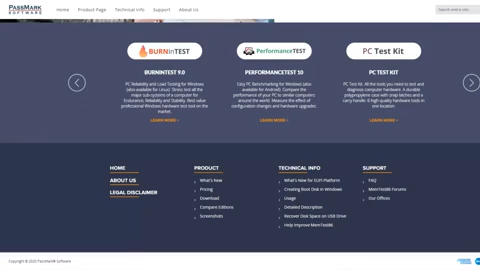 PASSMARK
SOFTWARE
Home
Product Page
Technical Info
Support
About Us
Search send a site...
BURNINTEST
PerformanceTEST
PC Test Kit
BURNINTEST 9.0
PERFORMANCETEST 10
PC TEST KIT
PC Reliability and Load Testing for Windows
(also available for Linux). Stress test all the
major sub-systems of a computer for
Endurance, Reliability and Stability. Best value
professional Windows hardware test tool on the
market.
Easy PC Benchmarking for Windows (also
available for Android). Compare the
performance of your PC to similar computers
around the world. Measure the effect of
configuration changes and hardware upgrades.
PC Test Kit. All the tools you need to test and
diagnose computer hardware. A durable
polypropylene case with snap latches and a
carry handle. 6 high-quality hardware tools in
one location.
LEARN MORE >
LEARN MORE >
LEARN MORE >
HOME
ABOUT US
LEGAL DISCLAIMER
PRODUCT
What's New
Pricing
Download
Compare Editions
Screenshots
TECHNICAL INFO
What's New for UEFI Platform
Creating Boot Disk in Windows
Usage
Detailed Description
Recover Disk Space on USB Drive
Help Improve MemTest86
SUPPORT
FAQ
MemTest86 Forums
Our Offices
Copyright © 2020 PassMark® Software